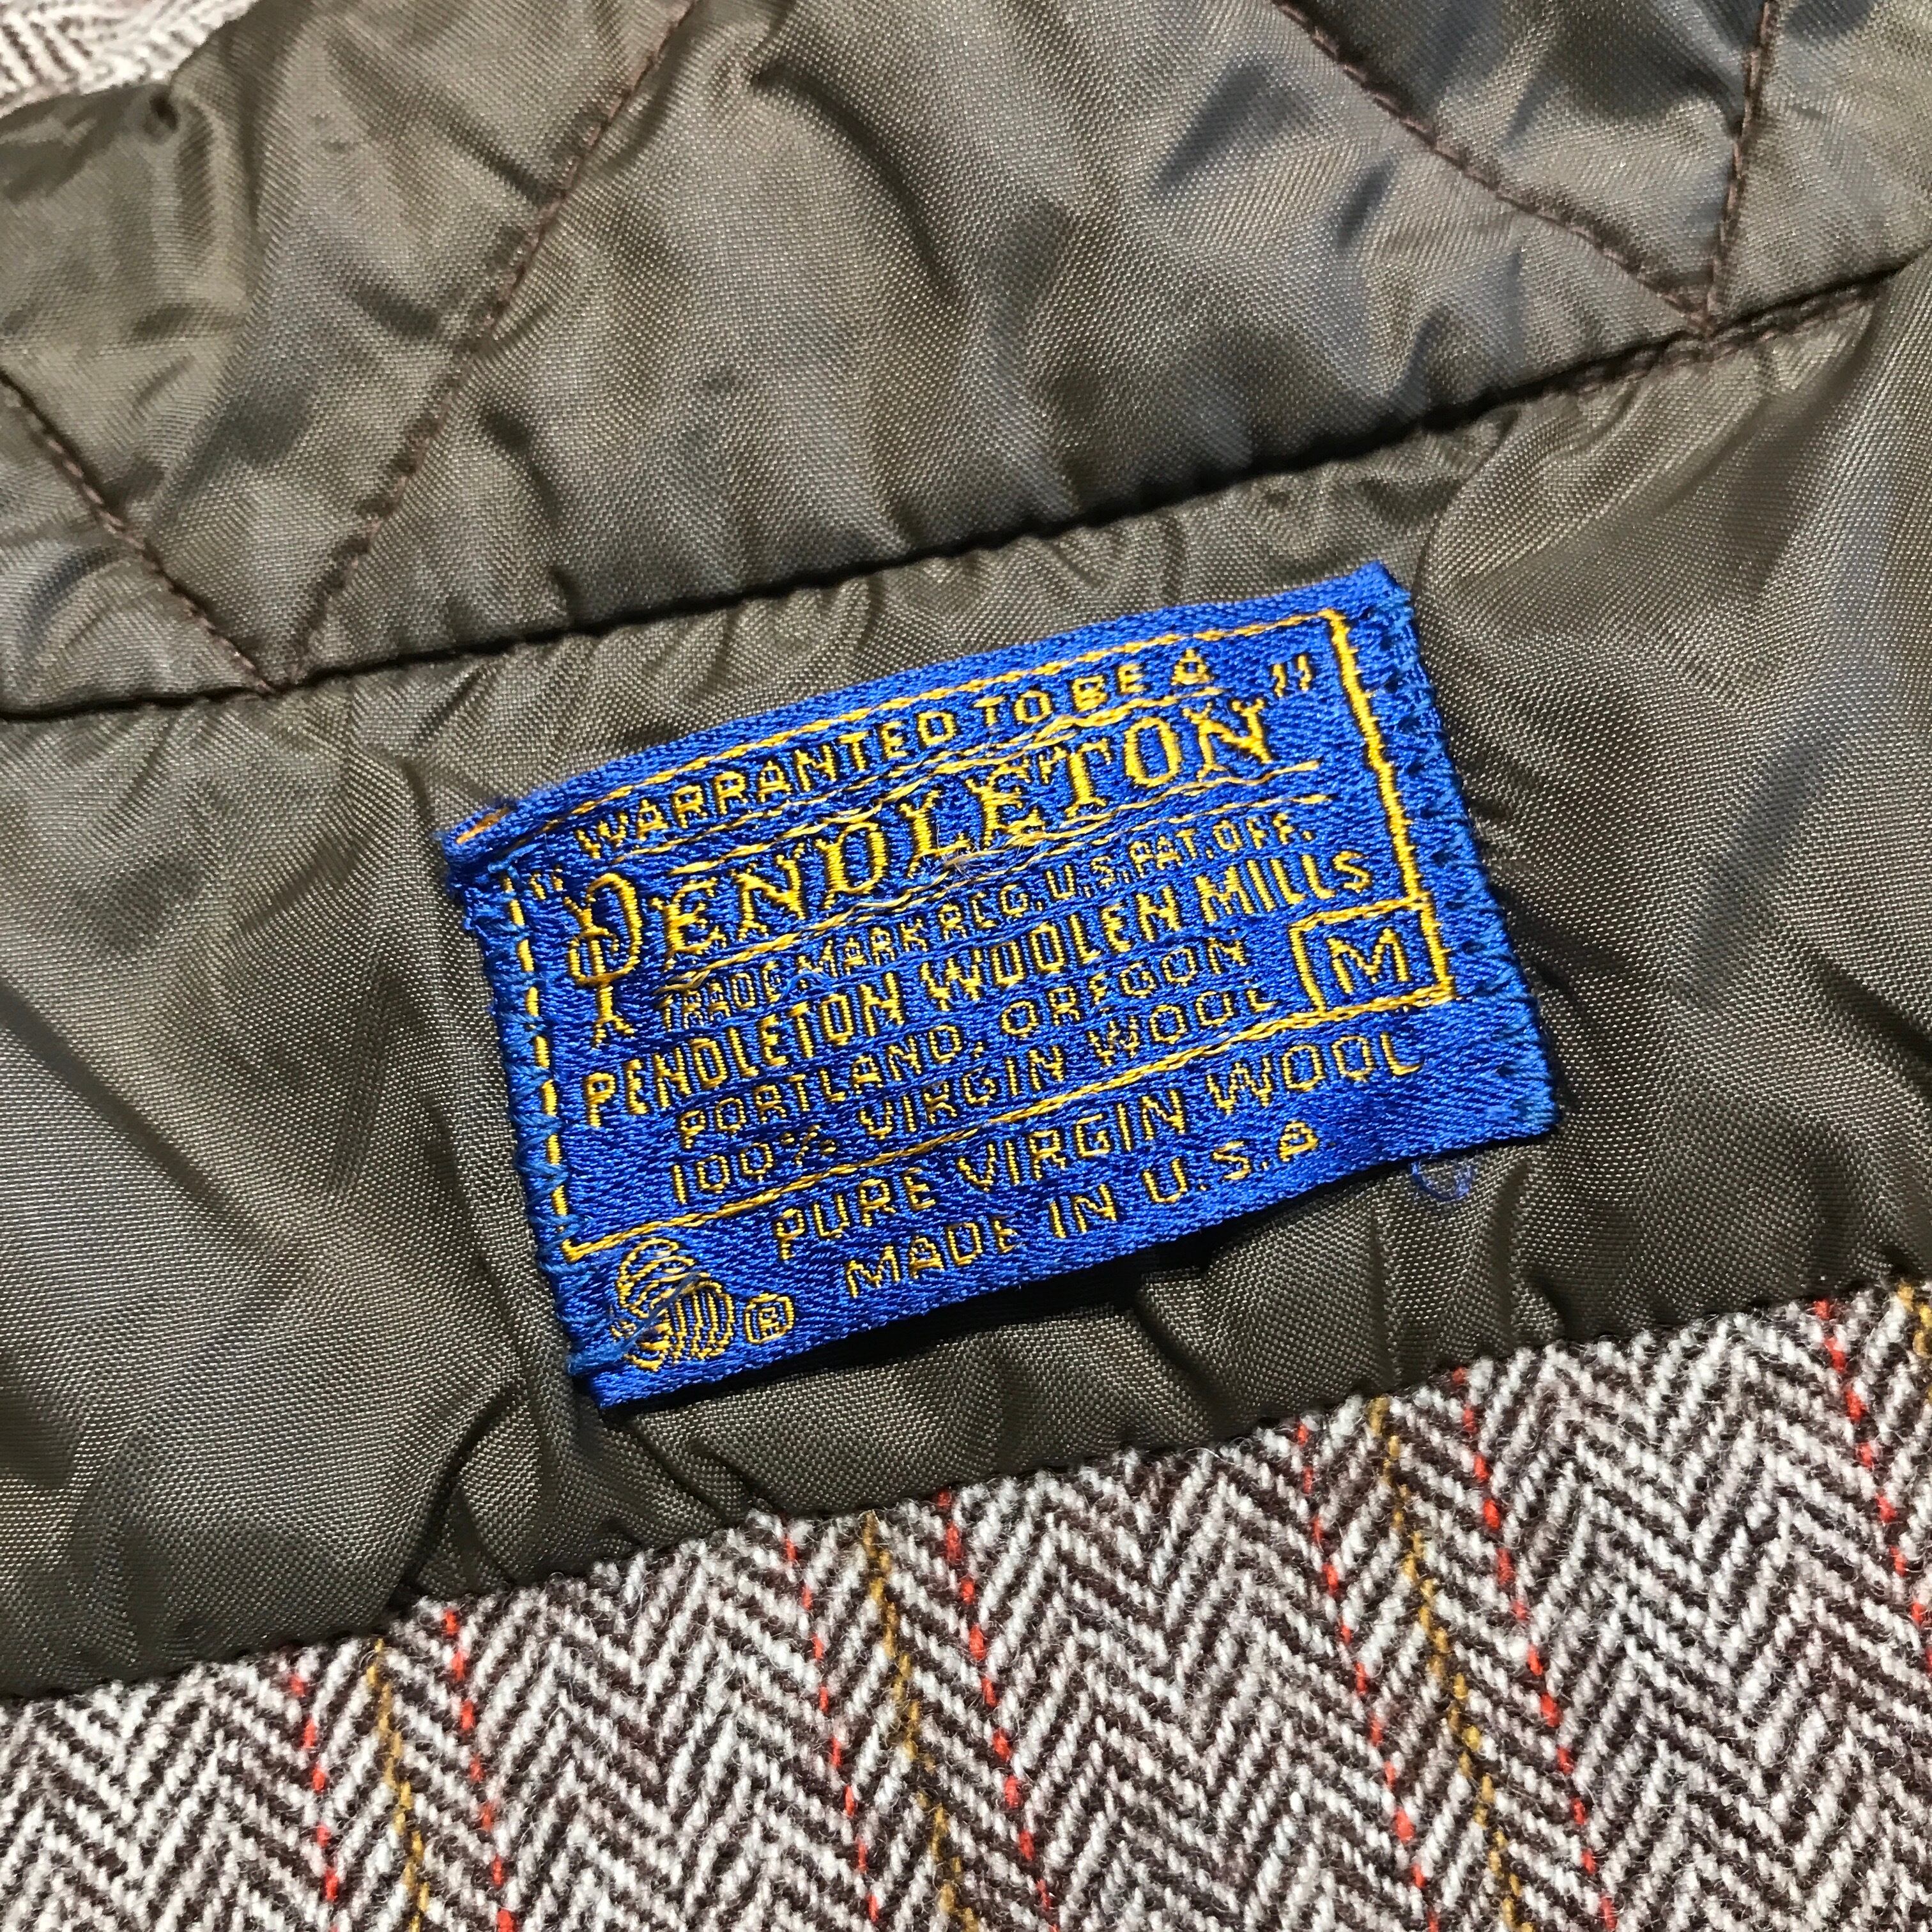 "WARRANTED TO BE A
"PENDLETON"
TRADE MARK REG. U.S. PAT. OFF.
PENDLETON WOOLEN MILLS
PORTLAND, OREGON
100% VIRGIN WOOL
M
PURE VIRGIN WOOL
MADE IN U.S.A.
®